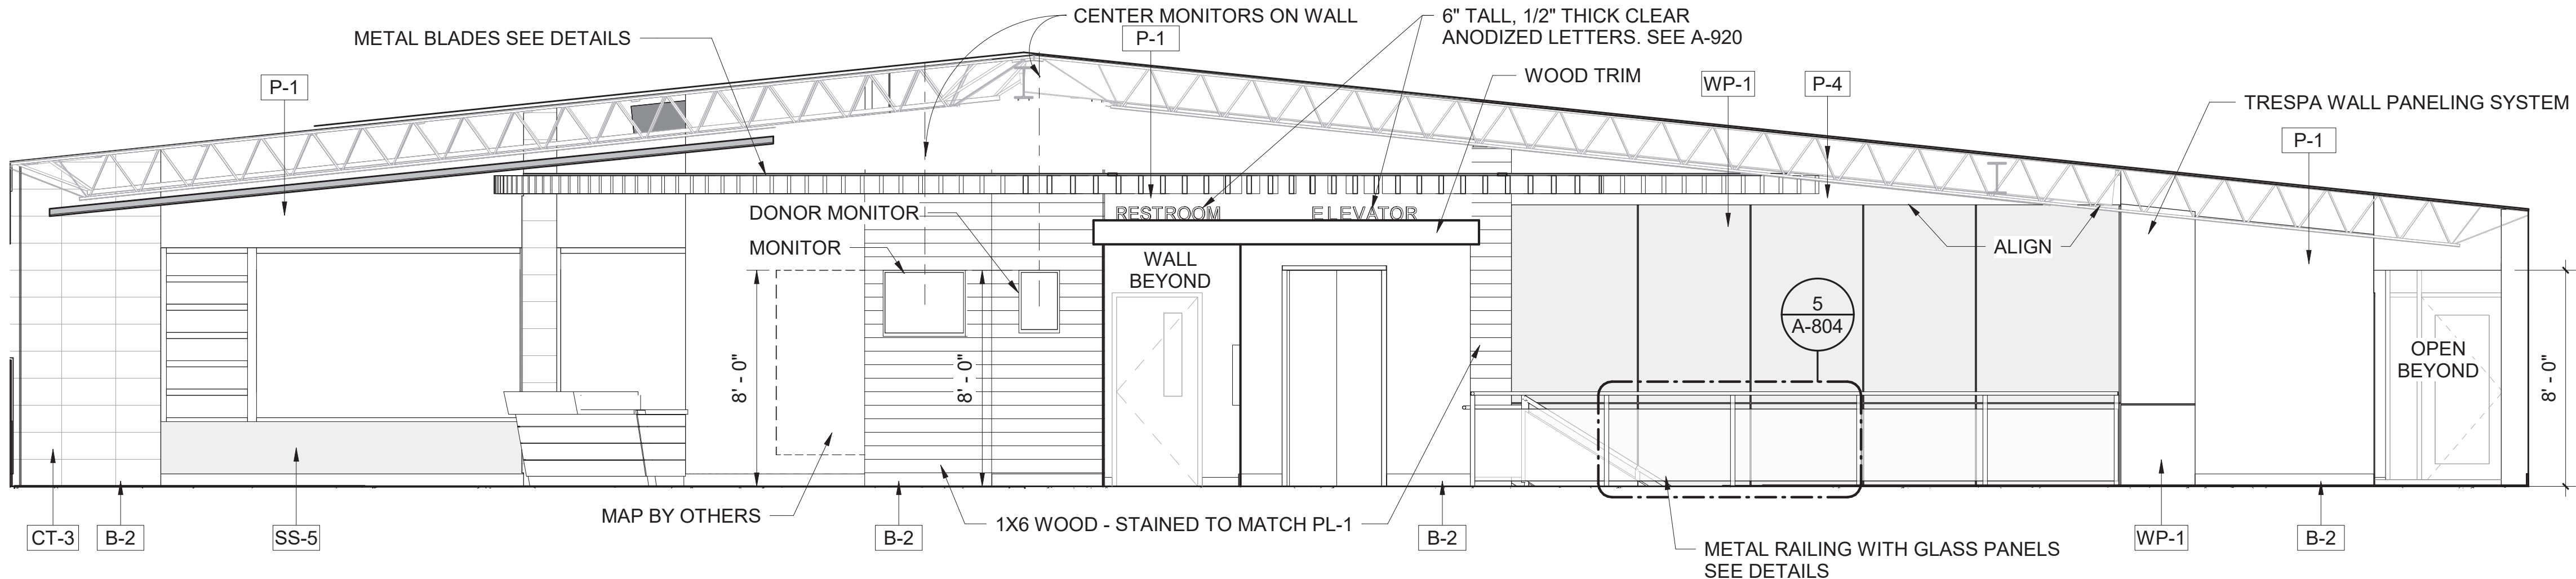 CENTER MONITORS ON WALL
6" TALL, 1/2" THICK CLEAR
ANODIZED LETTERS. SEE A-920
METAL BLADES SEE DETAILS
P-1
WOOD TRIM
P-1
WP-1
P-4
TRESPA WALL PANELING SYSTEM
P-1
DONOR MONITOR
RESTROOM
ELEVATOR
MONITOR
ALIGN
WALL
BEYOND
5
A-804
OPEN
BEYOND
8' - 0"
8' - 0"
8' - 0"
MAP BY OTHERS
1X6 WOOD - STAINED TO MATCH PL-1
CT-3
B-2
SS-5
B-2
B-2
WP-1
B-2
METAL RAILING WITH GLASS PANELS
SEE DETAILS